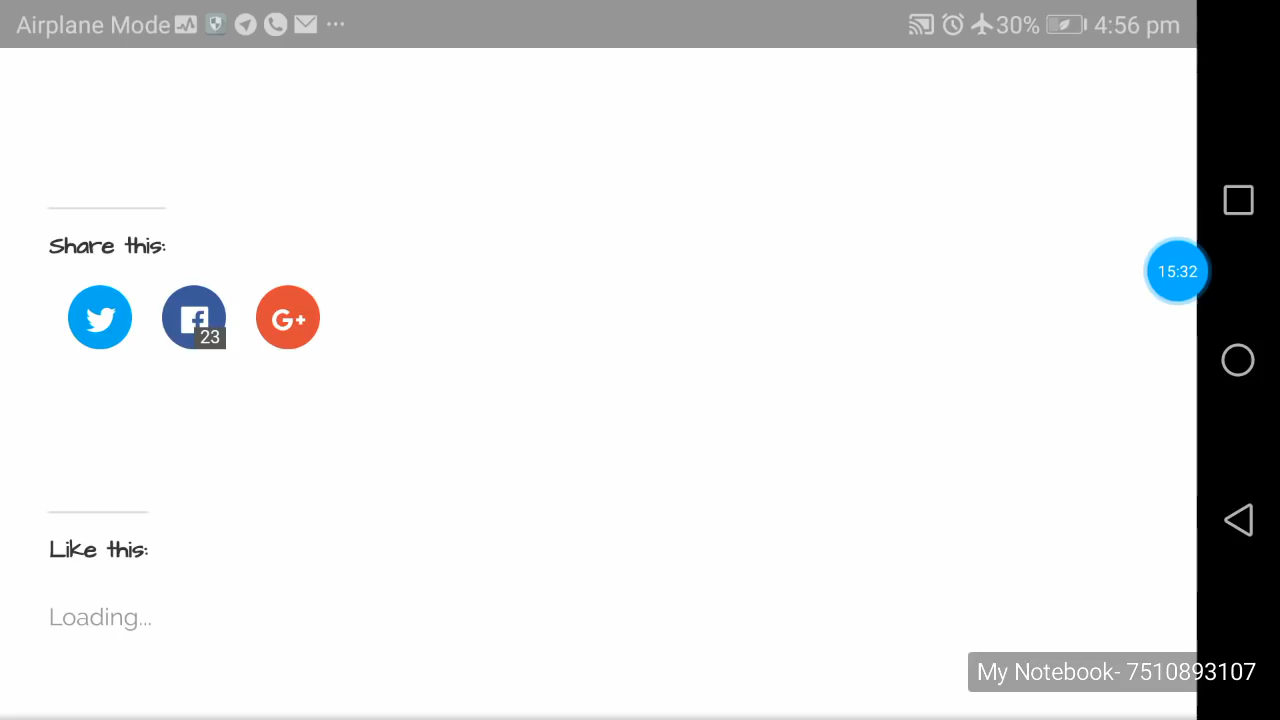 Airplane Mode ... 30% 4:56 pm
Share this:
15:32
23
G+
Like this:
Loading...
My Notebook- 7510893107